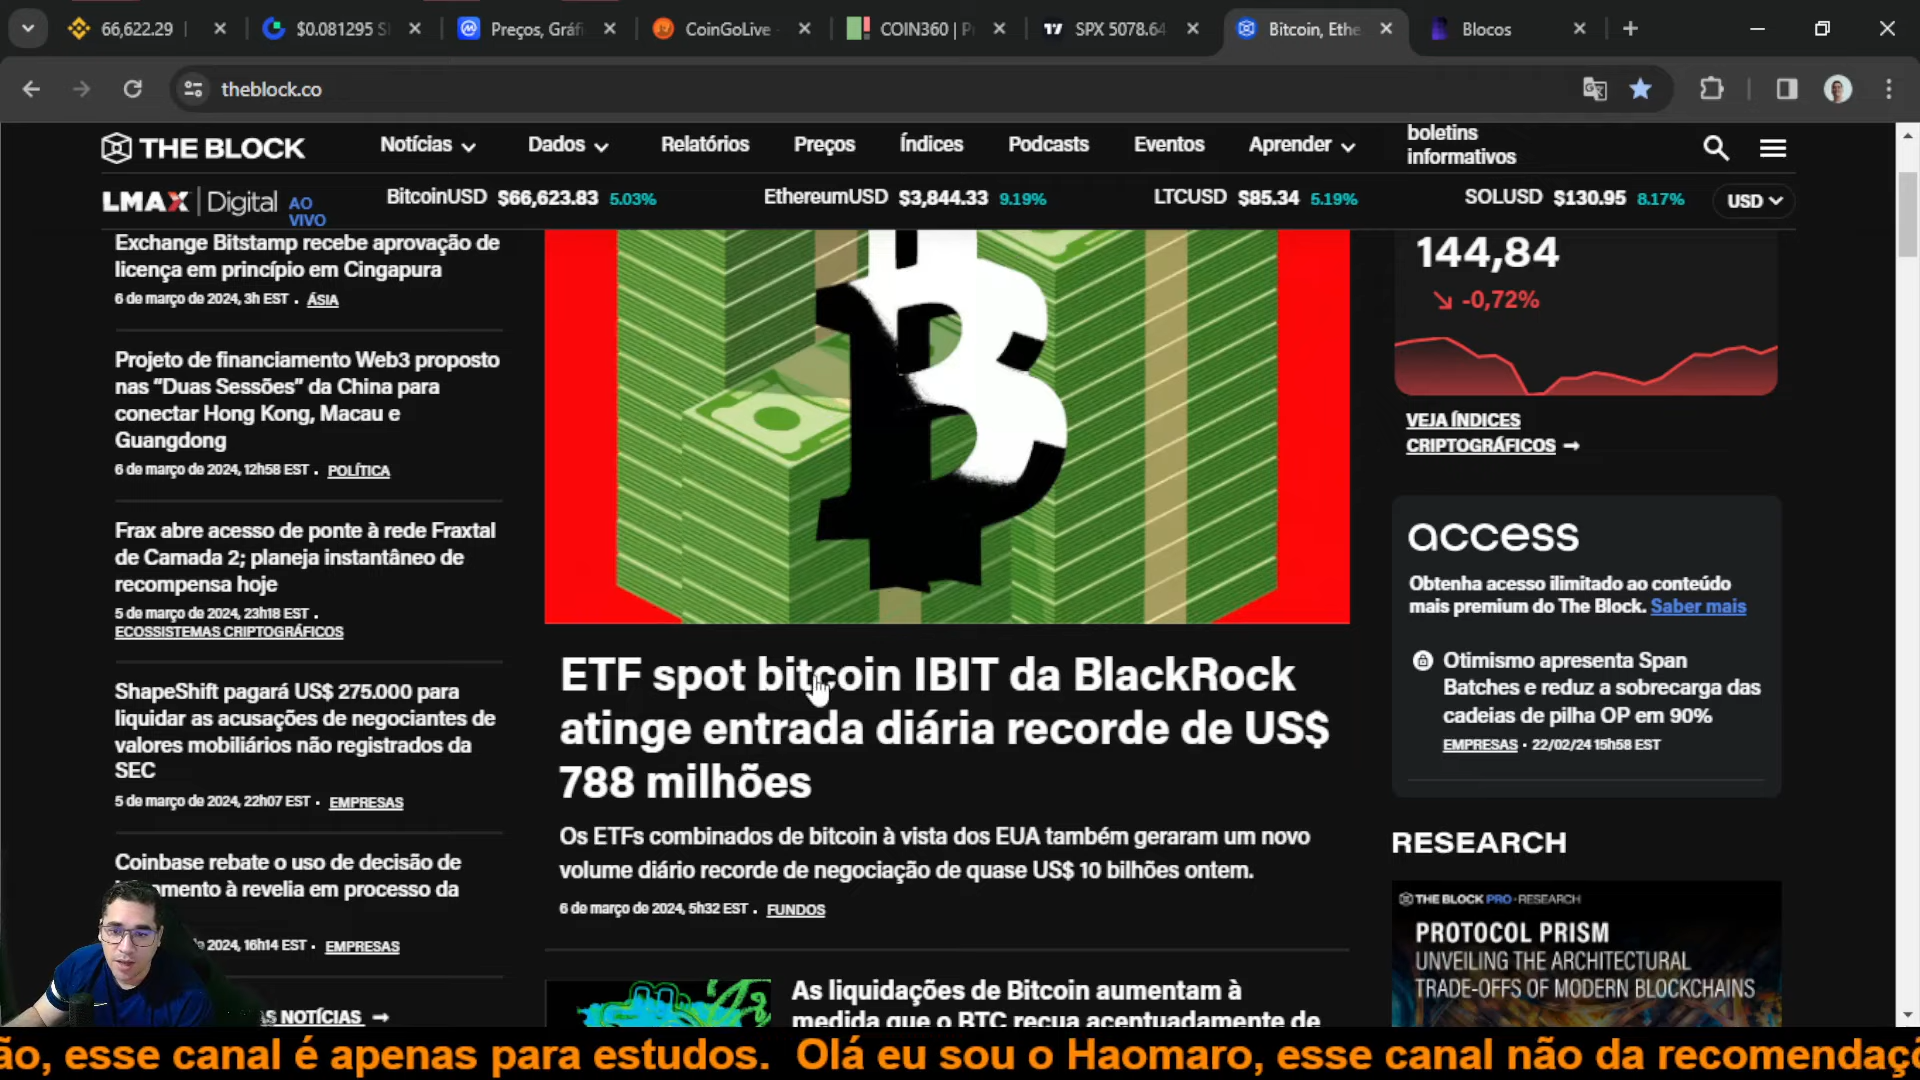 66,622.29
$0.081295 S
Preços, Gráfi
CoinGoLive
COIN360 | P
SPX 5078.64
Bitcoin, Ethe
Blocos
theblock.co
THE BLOCK
Notícias
Dados
Relatórios
Preços
Índices
Podcasts
Eventos
Aprender
boletins
informativos
LMAX | Digital
AO
VIVO
BitcoinUSD $66,623.83 5.03%
EthereumUSD $3,844.33 9.19%
LTCUSD $85.34 5.19%
SOLUSD $130.95 8.17%
USD
Exchange Bitstamp recebe aprovação de
licença em princípio em Cingapura
6 de março de 2024, 3h EST • ÁSIA
Projeto de financiamento Web3 proposto
nas “Duas Sessões” da China para
conectar Hong Kong, Macau e
Guangdong
6 de março de 2024, 12h58 EST • POLÍTICA
Frax abre acesso de ponte à rede Fraxtal
de Camada 2; planeja instantâneo de
recompensa hoje
5 de março de 2024, 23h18 EST •
ECOSSISTEMAS CRIPTOGRÁFICOS
ShapeShift pagará US$ 275.000 para
liquidar as acusações de negociantes de
valores mobiliários não registrados da
SEC
5 de março de 2024, 22h07 EST • EMPRESAS
Coinbase rebate o uso de decisão de
omento à revelia em processo da
2024, 16h14 EST • EMPRESAS
S NOTÍCIAS →
ETF spot bitcoin IBIT da BlackRock
atinge entrada diária recorde de US$
788 milhões
Os ETFs combinados de bitcoin à vista dos EUA também geraram um novo
volume diário recorde de negociação de quase US$ 10 bilhões ontem.
6 de março de 2024, 5h32 EST • FUNDOS
As liquidações de Bitcoin aumentam à
medida que o BTC recua acentuadamente de
144,84
-0,72%
VEJA ÍNDICES
CRIPTOGRÁFICOS →
access
Obtenha acesso ilimitado ao conteúdo
mais premium do The Block. Saber mais
Otimismo apresenta Span
Batches e reduz a sobrecarga das
cadeias de pilha OP em 90%
EMPRESAS • 22/02/24 15h58 EST
RESEARCH
THE BLOCK PRO • RESEARCH
PROTOCOL PRISM
UNVEILING THE ARCHITECTURAL
TRADE-OFFS OF MODERN BLOCKCHAINS
ão, esse canal é apenas para estudos. Olá eu sou o Haomaro, esse canal não da recomendaçõ